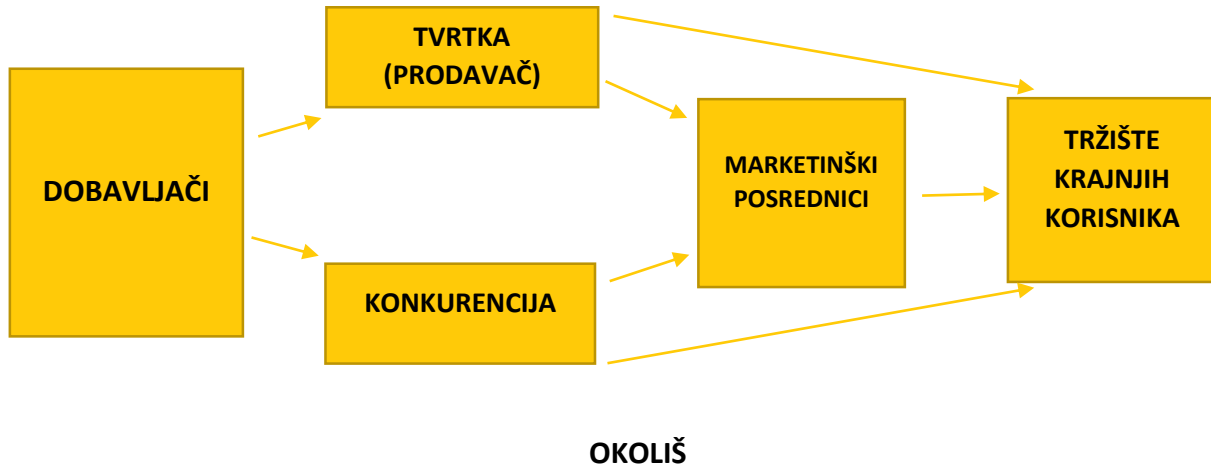 TVRTKA
(PRODAVAČ)
DOBAVLJAČI
MARKETINŠKI
POSREDNICI
TRŽIŠTE
KRAJNJIH
KORISNIKA
KONKURENCIJA
OKOLIŠ